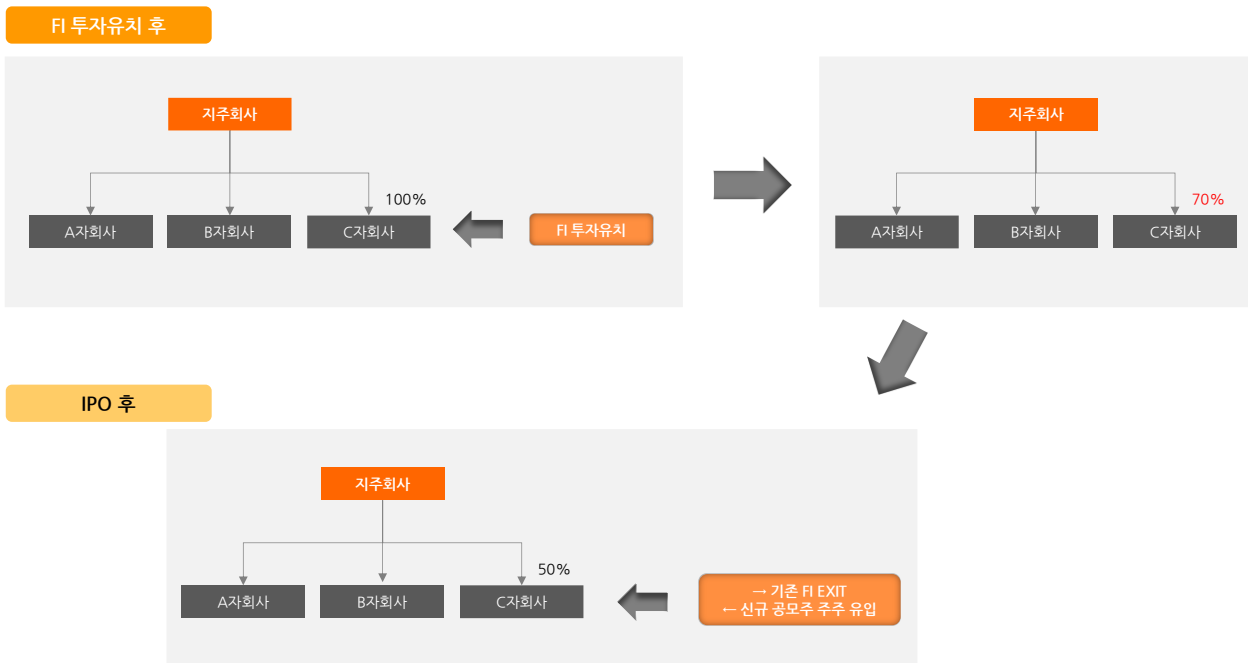 FI 투자유치 후
지주회사
100%
A자회사
B자회사
C자회사
FI 투자유치
지주회사
70%
A자회사
B자회사
C자회사
IPO 후
지주회사
50%
A자회사
B자회사
C자회사
→ 기존 FI EXIT
← 신규 공모주 주주 유입